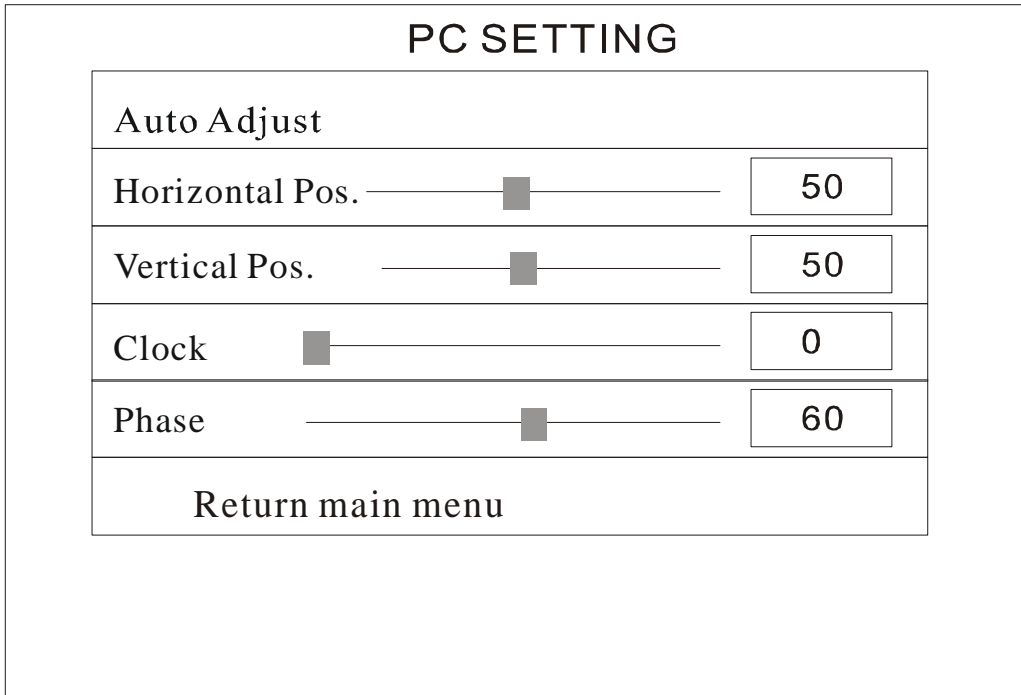 PC SETTING
Auto Adjust
Horizontal Pos. 50
Vertical Pos. 50
Clock 0
Phase 60
Return main menu